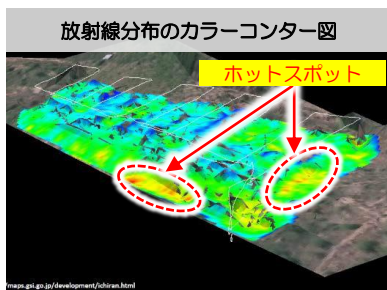 放射線分布のカラーコンター図
ホットスポット
/maps.gsi.go.jp/development/ichiran.html